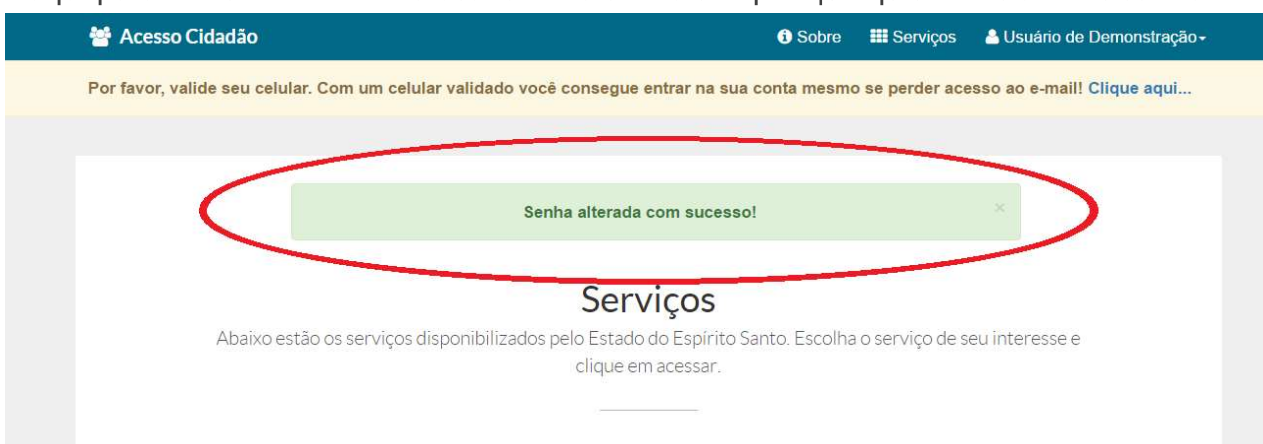 Acesso Cidadão
Sobre
Serviços
Usuário de Demonstração
Por favor, valide seu celular. Com um celular validado você consegue entrar na sua conta mesmo se perder acesso ao e-mail! Clique aqui...
Senha alterada com sucesso!
×
Serviços
Abaixo estão os serviços disponibilizados pelo Estado do Espírito Santo. Escolha o serviço de seu interesse e
clique em acessar.